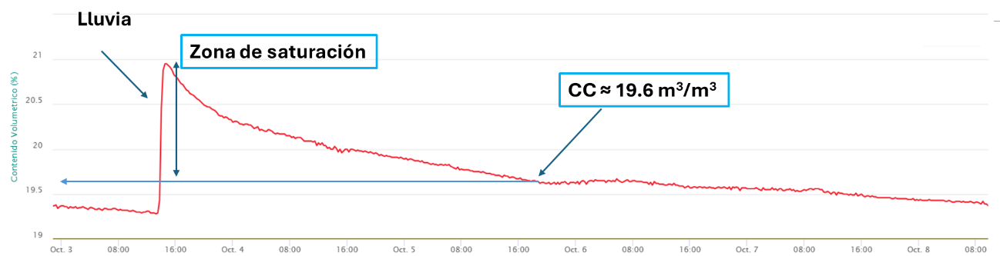 Lluvia
Zona de saturación
CC ≈ 19.6 m³/m³
Contenido Volumetrico (%)
21
20.5
20
19.5
19
Oct. 3 08:00 16:00 Oct. 4 08:00 16:00 Oct. 5 08:00 16:00 Oct. 6 08:00 16:00 Oct. 7 08:00 16:00 Oct. 8 08:00